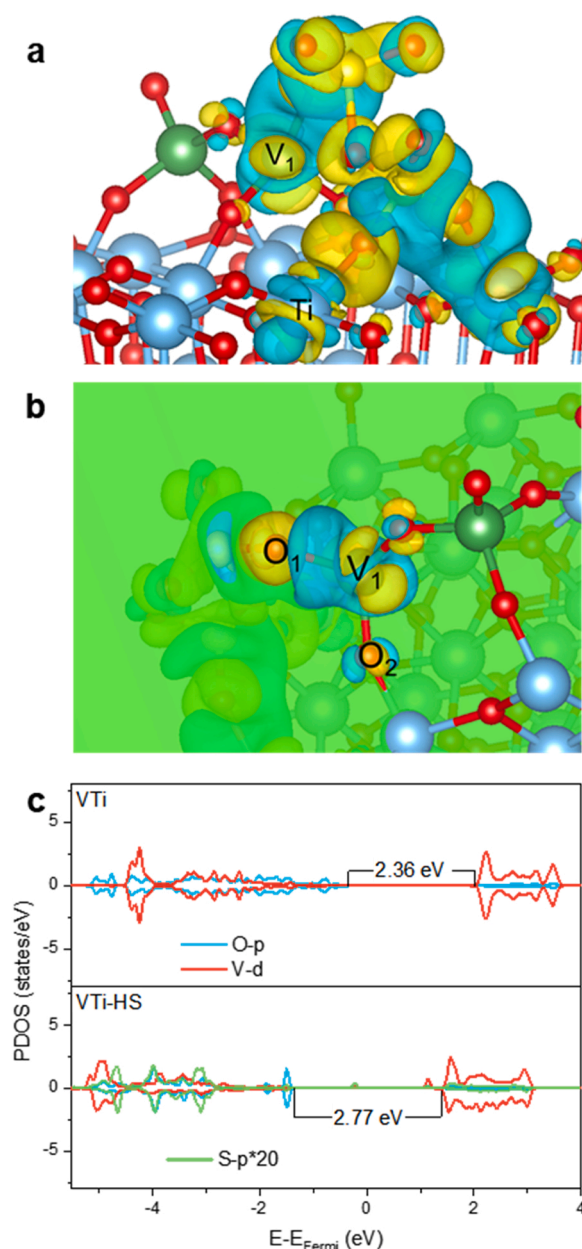 a
V1
Ti
b
O1
V1
O2
c
VTi
5
0
-5
2.36 eV
O-p
V-d
PDOS (states/eV)
VTi-HS
5
0
-5
2.77 eV
S-p*20
-4 -2 0 2 4
E-EFermi (eV)